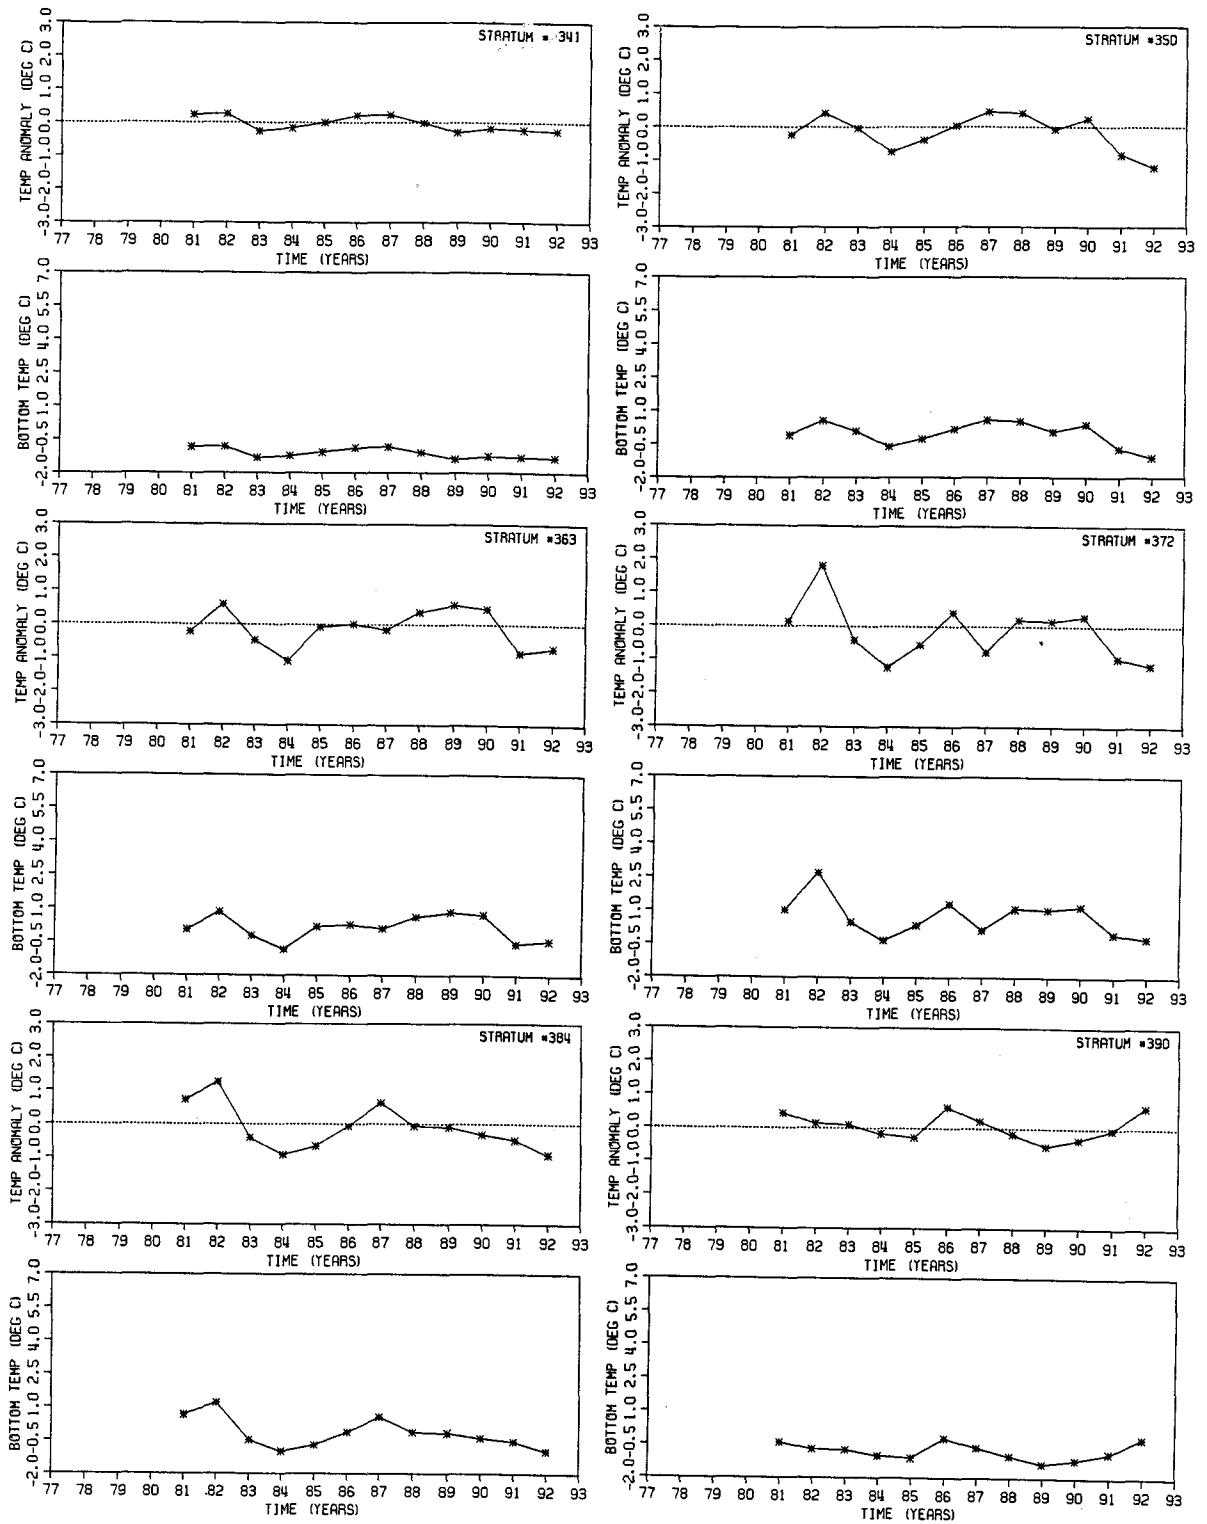 STRATUM #341
TEMP ANOMALY (DEG C)
-3.0 -2.0 -1.0 0.0 1.0 2.0 3.0
77 78 79 80 81 82 83 84 85 86 87 88 89 90 91 92 93
TIME (YEARS)
STRATUM #350
TEMP ANOMALY (DEG C)
-3.0 -2.0 -1.0 0.0 1.0 2.0 3.0
77 78 79 80 81 82 83 84 85 86 87 88 89 90 91 92 93
TIME (YEARS)
BOTTOM TEMP (DEG C)
-2.0 -0.5 1.0 2.5 4.0 5.5 7.0
77 78 79 80 81 82 83 84 85 86 87 88 89 90 91 92 93
TIME (YEARS)
BOTTOM TEMP (DEG C)
-2.0 -0.5 1.0 2.5 4.0 5.5 7.0
77 78 79 80 81 82 83 84 85 86 87 88 89 90 91 92 93
TIME (YEARS)
STRATUM #363
TEMP ANOMALY (DEG C)
-3.0 -2.0 -1.0 0.0 1.0 2.0 3.0
77 78 79 80 81 82 83 84 85 86 87 88 89 90 91 92 93
TIME (YEARS)
STRATUM #372
TEMP ANOMALY (DEG C)
-3.0 -2.0 -1.0 0.0 1.0 2.0 3.0
77 78 79 80 81 82 83 84 85 86 87 88 89 90 91 92 93
TIME (YEARS)
BOTTOM TEMP (DEG C)
-2.0 -0.5 1.0 2.5 4.0 5.5 7.0
77 78 79 80 81 82 83 84 85 86 87 88 89 90 91 92 93
TIME (YEARS)
BOTTOM TEMP (DEG C)
-2.0 -0.5 1.0 2.5 4.0 5.5 7.0
77 78 79 80 81 82 83 84 85 86 87 88 89 90 91 92 93
TIME (YEARS)
STRATUM #384
TEMP ANOMALY (DEG C)
-3.0 -2.0 -1.0 0.0 1.0 2.0 3.0
77 78 79 80 81 82 83 84 85 86 87 88 89 90 91 92 93
TIME (YEARS)
STRATUM #390
TEMP ANOMALY (DEG C)
-3.0 -2.0 -1.0 0.0 1.0 2.0 3.0
77 78 79 80 81 82 83 84 85 86 87 88 89 90 91 92 93
TIME (YEARS)
BOTTOM TEMP (DEG C)
-2.0 -0.5 1.0 2.5 4.0 5.5 7.0
77 78 79 80 81 82 83 84 85 86 87 88 89 90 91 92 93
TIME (YEARS)
BOTTOM TEMP (DEG C)
-2.0 -0.5 1.0 2.5 4.0 5.5 7.0
77 78 79 80 81 82 83 84 85 86 87 88 89 90 91 92 93
TIME (YEARS)